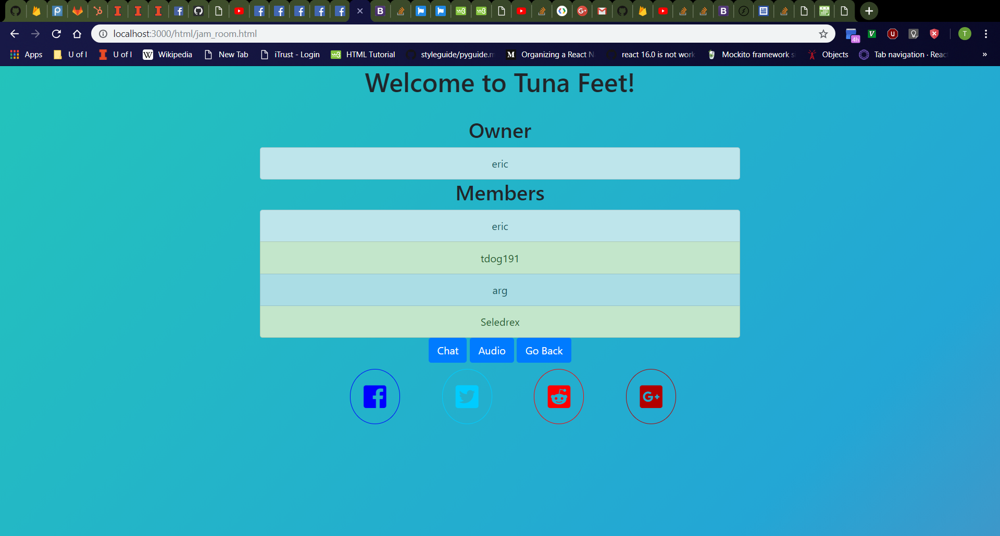 localhost:3000/html/jam_room.html
Apps U of I U of I Wikipedia New Tab iTrust - Login HTML Tutorial styleguide/pyguide.m Organizing a React N react 16.0 is not work Mockito framework si Objects Tab navigation · Reac »
4h
T
Welcome to Tuna Feet!
Owner
eric
Members
eric
tdog191
arg
Seledrex
Chat Audio Go Back